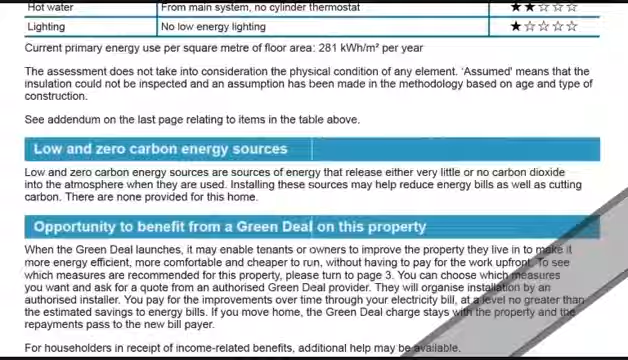 Hot water From main system, no cylinder thermostat ★★☆☆☆
Lighting No low energy lighting ★☆☆☆☆
Current primary energy use per square metre of floor area: 281 kWh/m² per year
The assessment does not take into consideration the physical condition of any element. 'Assumed' means that the
insulation could not be inspected and an assumption has been made in the methodology based on age and type of
construction.
See addendum on the last page relating to items in the table above.
Low and zero carbon energy sources
Low and zero carbon energy sources are sources of energy that release either very little or no carbon dioxide
into the atmosphere when they are used. Installing these sources may help reduce energy bills as well as cutting
carbon. There are none provided for this home.
Opportunity to benefit from a Green Deal on this property
When the Green Deal launches, it may enable tenants or owners to improve the property they live in to make it
more energy efficient, more comfortable and cheaper to run, without having to pay for the work upfront. To see
which measures are recommended for this property, please turn to page 3. You can choose which measures
you want and ask for a quote from an authorised Green Deal provider. They will organise installation by an
authorised installer. You pay for the improvements over time through your electricity bill, at a level no greater than
the estimated savings to energy bills. If you move home, the Green Deal charge stays with the property and the
repayments pass to the new bill payer.
For householders in receipt of income-related benefits, additional help may be available.